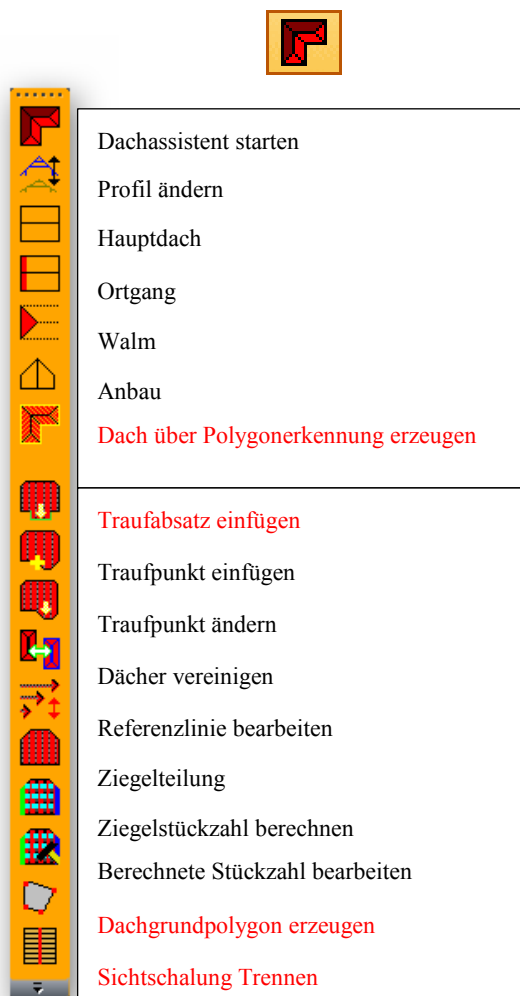 Dachassistent starten
Profil ändern
Hauptdach
Ortgang
Walm
Anbau
Dach über Polygonerkennung erzeugen
Traufabsatz einfügen
Traufpunkt einfügen
Traufpunkt ändern
Dächer vereinigen
Referenzlinie bearbeiten
Ziegelteilung
Ziegelstückzahl berechnen
Berechnete Stückzahl bearbeiten
Dachgrundpolygon erzeugen
Sichtschalung Trennen